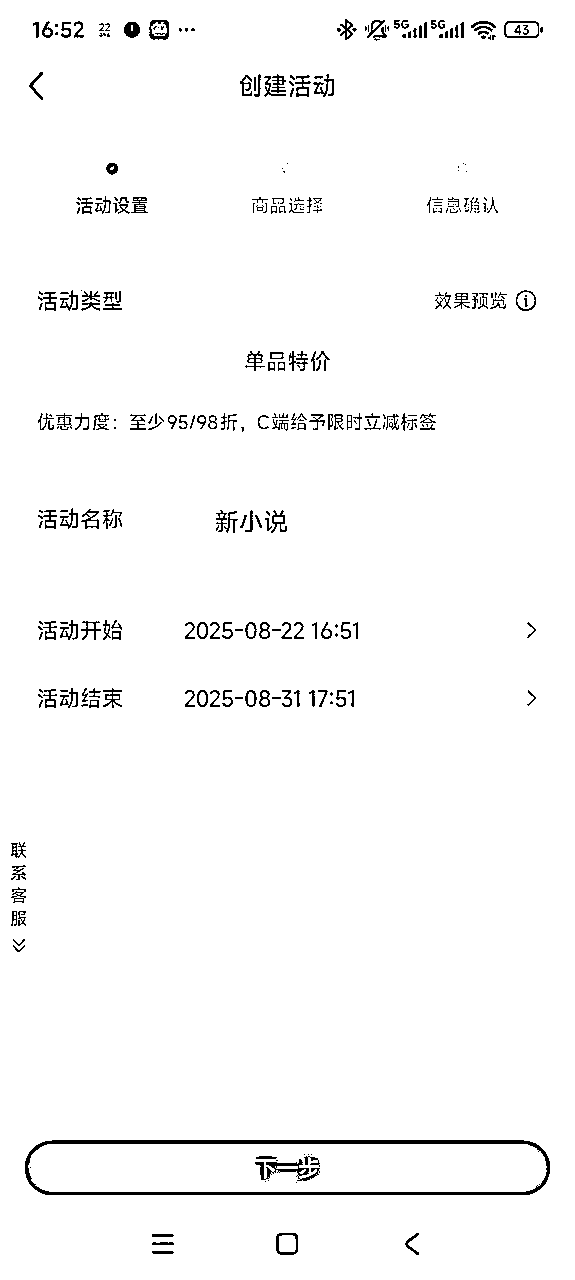 16:52 5G 5G 43
创建活动
活动设置 商品选择 信息确认
活动类型 效果预览
单品特价
优惠力度：至少95/98折，C端给予限时立减标签
活动名称 新小说
活动开始 2025-08-22 16:51
活动结束 2025-08-31 17:51
联系客服
下一步